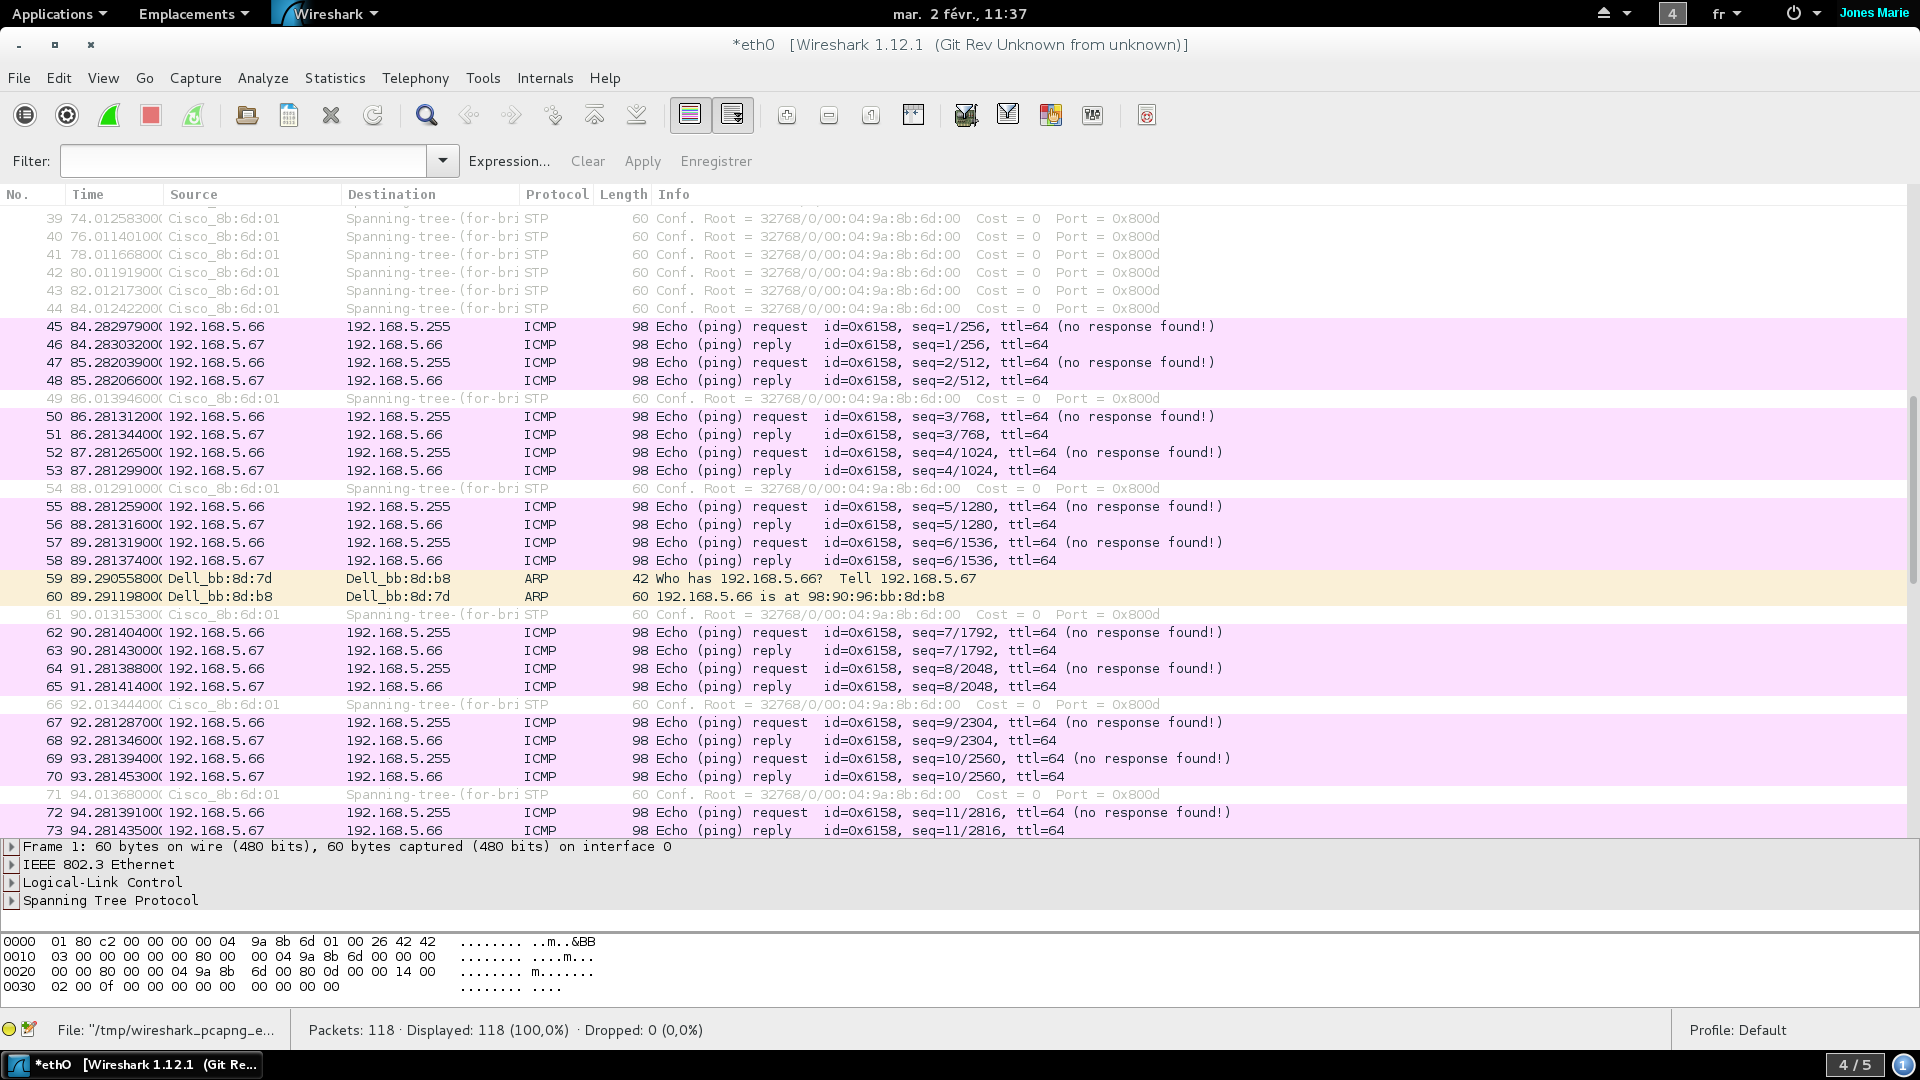 Applications Emplacements Wireshark mar. 2 févr., 11:37 4 fr Jones Marie
*eth0 [Wireshark 1.12.1 (Git Rev Unknown from unknown)]
File Edit View Go Capture Analyze Statistics Telephony Tools Internals Help
Filter: Expression... Clear Apply Enregistrer
No. Time Source Destination Protocol Length Info
39 74.012583000 Cisco_8b:6d:01 Spanning-tree-(for-bri STP 60 Conf. Root = 32768/0/00:04:9a:8b:6d:00 Cost = 0 Port = 0x800d
40 76.011401000 Cisco_8b:6d:01 Spanning-tree-(for-bri STP 60 Conf. Root = 32768/0/00:04:9a:8b:6d:00 Cost = 0 Port = 0x800d
41 78.011668000 Cisco_8b:6d:01 Spanning-tree-(for-bri STP 60 Conf. Root = 32768/0/00:04:9a:8b:6d:00 Cost = 0 Port = 0x800d
42 80.011919000 Cisco_8b:6d:01 Spanning-tree-(for-bri STP 60 Conf. Root = 32768/0/00:04:9a:8b:6d:00 Cost = 0 Port = 0x800d
43 82.012173000 Cisco_8b:6d:01 Spanning-tree-(for-bri STP 60 Conf. Root = 32768/0/00:04:9a:8b:6d:00 Cost = 0 Port = 0x800d
44 84.012422000 Cisco_8b:6d:01 Spanning-tree-(for-bri STP 60 Conf. Root = 32768/0/00:04:9a:8b:6d:00 Cost = 0 Port = 0x800d
45 84.282979000 192.168.5.66 192.168.5.255 ICMP 98 Echo (ping) request id=0x6158, seq=1/256, ttl=64 (no response found!)
46 84.283032000 192.168.5.67 192.168.5.66 ICMP 98 Echo (ping) reply id=0x6158, seq=1/256, ttl=64
47 85.282039000 192.168.5.66 192.168.5.255 ICMP 98 Echo (ping) request id=0x6158, seq=2/512, ttl=64 (no response found!)
48 85.282066000 192.168.5.67 192.168.5.66 ICMP 98 Echo (ping) reply id=0x6158, seq=2/512, ttl=64
49 86.013946000 Cisco_8b:6d:01 Spanning-tree-(for-bri STP 60 Conf. Root = 32768/0/00:04:9a:8b:6d:00 Cost = 0 Port = 0x800d
50 86.281312000 192.168.5.66 192.168.5.255 ICMP 98 Echo (ping) request id=0x6158, seq=3/768, ttl=64 (no response found!)
51 86.281344000 192.168.5.67 192.168.5.66 ICMP 98 Echo (ping) reply id=0x6158, seq=3/768, ttl=64
52 87.281265000 192.168.5.66 192.168.5.255 ICMP 98 Echo (ping) request id=0x6158, seq=4/1024, ttl=64 (no response found!)
53 87.281299000 192.168.5.67 192.168.5.66 ICMP 98 Echo (ping) reply id=0x6158, seq=4/1024, ttl=64
54 88.012910000 Cisco_8b:6d:01 Spanning-tree-(for-bri STP 60 Conf. Root = 32768/0/00:04:9a:8b:6d:00 Cost = 0 Port = 0x800d
55 88.281259000 192.168.5.66 192.168.5.255 ICMP 98 Echo (ping) request id=0x6158, seq=5/1280, ttl=64 (no response found!)
56 88.281316000 192.168.5.67 192.168.5.66 ICMP 98 Echo (ping) reply id=0x6158, seq=5/1280, ttl=64
57 89.281319000 192.168.5.66 192.168.5.255 ICMP 98 Echo (ping) request id=0x6158, seq=6/1536, ttl=64 (no response found!)
58 89.281374000 192.168.5.67 192.168.5.66 ICMP 98 Echo (ping) reply id=0x6158, seq=6/1536, ttl=64
59 89.290558000 Dell_bb:8d:7d Dell_bb:8d:b8 ARP 42 Who has 192.168.5.66? Tell 192.168.5.67
60 89.291198000 Dell_bb:8d:b8 Dell_bb:8d:7d ARP 60 192.168.5.66 is at 98:90:96:bb:8d:b8
61 90.013153000 Cisco_8b:6d:01 Spanning-tree-(for-bri STP 60 Conf. Root = 32768/0/00:04:9a:8b:6d:00 Cost = 0 Port = 0x800d
62 90.281404000 192.168.5.66 192.168.5.255 ICMP 98 Echo (ping) request id=0x6158, seq=7/1792, ttl=64 (no response found!)
63 90.281430000 192.168.5.67 192.168.5.66 ICMP 98 Echo (ping) reply id=0x6158, seq=7/1792, ttl=64
64 91.281388000 192.168.5.66 192.168.5.255 ICMP 98 Echo (ping) request id=0x6158, seq=8/2048, ttl=64 (no response found!)
65 91.281414000 192.168.5.67 192.168.5.66 ICMP 98 Echo (ping) reply id=0x6158, seq=8/2048, ttl=64
66 92.013444000 Cisco_8b:6d:01 Spanning-tree-(for-bri STP 60 Conf. Root = 32768/0/00:04:9a:8b:6d:00 Cost = 0 Port = 0x800d
67 92.281287000 192.168.5.66 192.168.5.255 ICMP 98 Echo (ping) request id=0x6158, seq=9/2304, ttl=64 (no response found!)
68 92.281346000 192.168.5.67 192.168.5.66 ICMP 98 Echo (ping) reply id=0x6158, seq=9/2304, ttl=64
69 93.281394000 192.168.5.66 192.168.5.255 ICMP 98 Echo (ping) request id=0x6158, seq=10/2560, ttl=64 (no response found!)
70 93.281453000 192.168.5.67 192.168.5.66 ICMP 98 Echo (ping) reply id=0x6158, seq=10/2560, ttl=64
71 94.013680000 Cisco_8b:6d:01 Spanning-tree-(for-bri STP 60 Conf. Root = 32768/0/00:04:9a:8b:6d:00 Cost = 0 Port = 0x800d
72 94.281391000 192.168.5.66 192.168.5.255 ICMP 98 Echo (ping) request id=0x6158, seq=11/2816, ttl=64 (no response found!)
73 94.281435000 192.168.5.67 192.168.5.66 ICMP 98 Echo (ping) reply id=0x6158, seq=11/2816, ttl=64
Frame 1: 60 bytes on wire (480 bits), 60 bytes captured (480 bits) on interface 0
IEEE 802.3 Ethernet
Logical-Link Control
Spanning Tree Protocol
0000 01 80 c2 00 00 00 00 04 9a 8b 6d 01 00 26 42 42 ........ ..m..&BB
0010 03 00 00 00 00 00 80 00 00 04 9a 8b 6d 00 00 00 ........ ....m...
0020 00 00 80 00 00 04 9a 8b 6d 00 80 0d 00 00 14 00 ........ m.......
0030 02 00 0f 00 00 00 00 00 00 00 00 00 ........ ....
File: "/tmp/wireshark_pcapng_e... Packets: 118 · Displayed: 118 (100,0%) · Dropped: 0 (0,0%) Profile: Default
*eth0 [Wireshark 1.12.1 (Git Re... 4 / 5 1